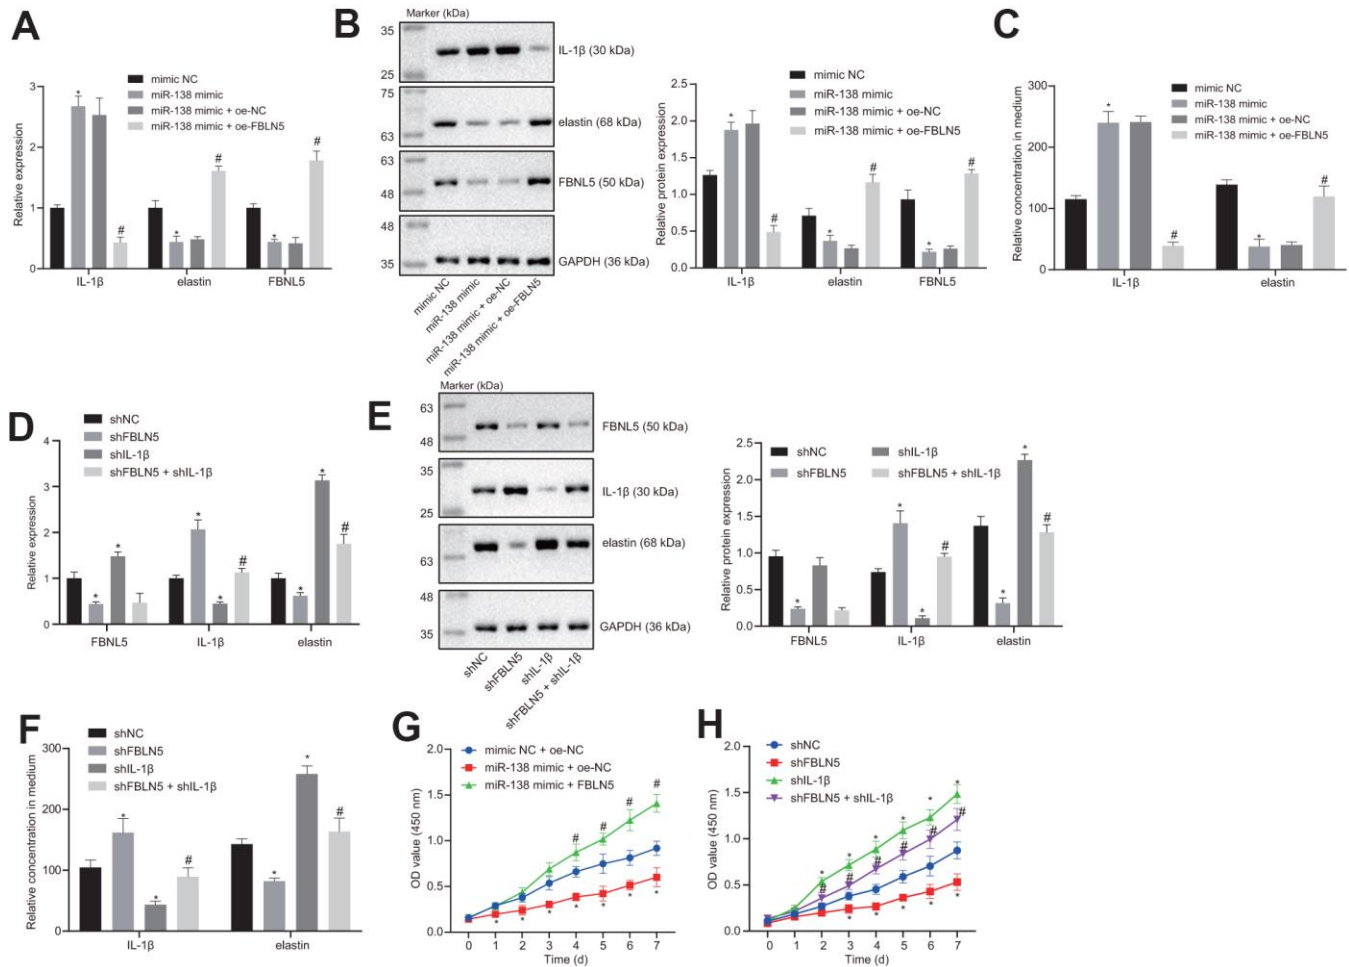 A
mimic NC
miR-138 mimic
miR-138 mimic + oe-NC
miR-138 mimic + oe-FBLN5
Relative expression
3
2
1
0
*
#
*
#
*
#
IL-1β
elastin
FBNL5
B
Marker (kDa)
35
25
IL-1β (30 kDa)
75
63
elastin (68 kDa)
63
48
FBNL5 (50 kDa)
48
35
GAPDH (36 kDa)
mimic NC
miR-138 mimic
miR-138 mimic + oe-NC
miR-138 mimic + oe-FBLN5
mimic NC
miR-138 mimic
miR-138 mimic + oe-NC
miR-138 mimic + oe-FBLN5
Relative protein expression
2.5
2.0
1.5
1.0
0.5
0.0
*
#
*
#
*
#
IL-1β
elastin
FBNL5
C
mimic NC
miR-138 mimic
miR-138 mimic + oe-NC
miR-138 mimic + oe-FBLN5
Relative concentration in medium
300
200
100
0
*
#
*
#
IL-1β
elastin
D
shNC
shFBLN5
shIL-1β
shFBLN5 + shIL-1β
Relative expression
4
3
2
1
0
*
*
*
*
#
*
*
#
FBNL5
IL-1β
elastin
E
Marker (kDa)
63
48
FBNL5 (50 kDa)
35
25
IL-1β (30 kDa)
63
elastin (68 kDa)
48
35
GAPDH (36 kDa)
shNC
shFBLN5
shIL-1β
shFBLN5 + shIL-1β
shNC
shFBLN5
shIL-1β
shFBLN5 + shIL-1β
Relative protein expression
2.5
2.0
1.5
1.0
0.5
0.0
*
*
*
#
*
*
#
FBNL5
IL-1β
elastin
F
shNC
shFBLN5
shIL-1β
shFBLN5 + shIL-1β
Relative concentration in medium
300
200
100
0
*
*
#
*
*
#
IL-1β
elastin
G
mimic NC + oe-NC
miR-138 mimic + oe-NC
miR-138 mimic + FBLN5
OD value (450 nm)
2.0
1.5
1.0
0.5
0.0
# # # #
* * * * * * *
0 1 2 3 4 5 6 7
Time (d)
H
shNC
shFBLN5
shIL-1β
shFBLN5 + shIL-1β
OD value (450 nm)
2.0
1.5
1.0
0.5
0.0
* * * * * *
# # # # # #
* * * * *
0 1 2 3 4 5 6 7
Time (d)